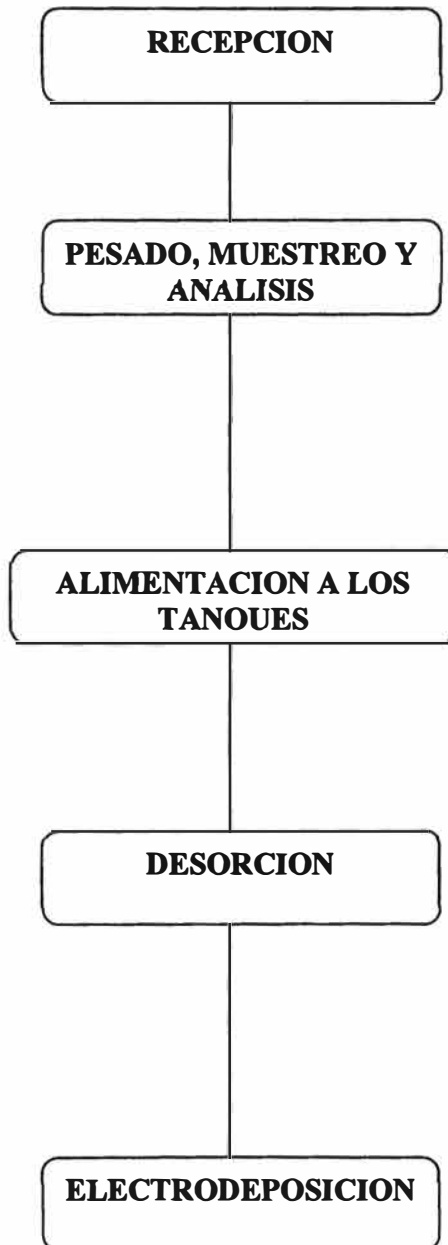 RECEPCION
PESADO, MUESTREO Y
ANALISIS
ALIMENTACION A LOS
TANOUES
DESORCION
ELECTRODEPOSICION